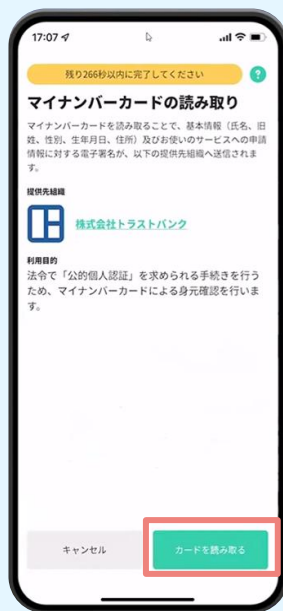 17:07
残り266秒以内に完了してください
?
マイナンバーカードの読み取り
マイナンバーカードを読み取ることで、基本情報（氏名、旧
姓、性別、生年月日、住所）及びお使いのサービスへの申請
情報に対する電子署名が、以下の提供先組織へ送信されま
す。
提供先組織
株式会社トラストバンク
利用目的
法令で「公的個人認証」を求められる手続きを行う
ため、マイナンバーカードによる身元確認を行いま
す。
キャンセル
カードを読み取る